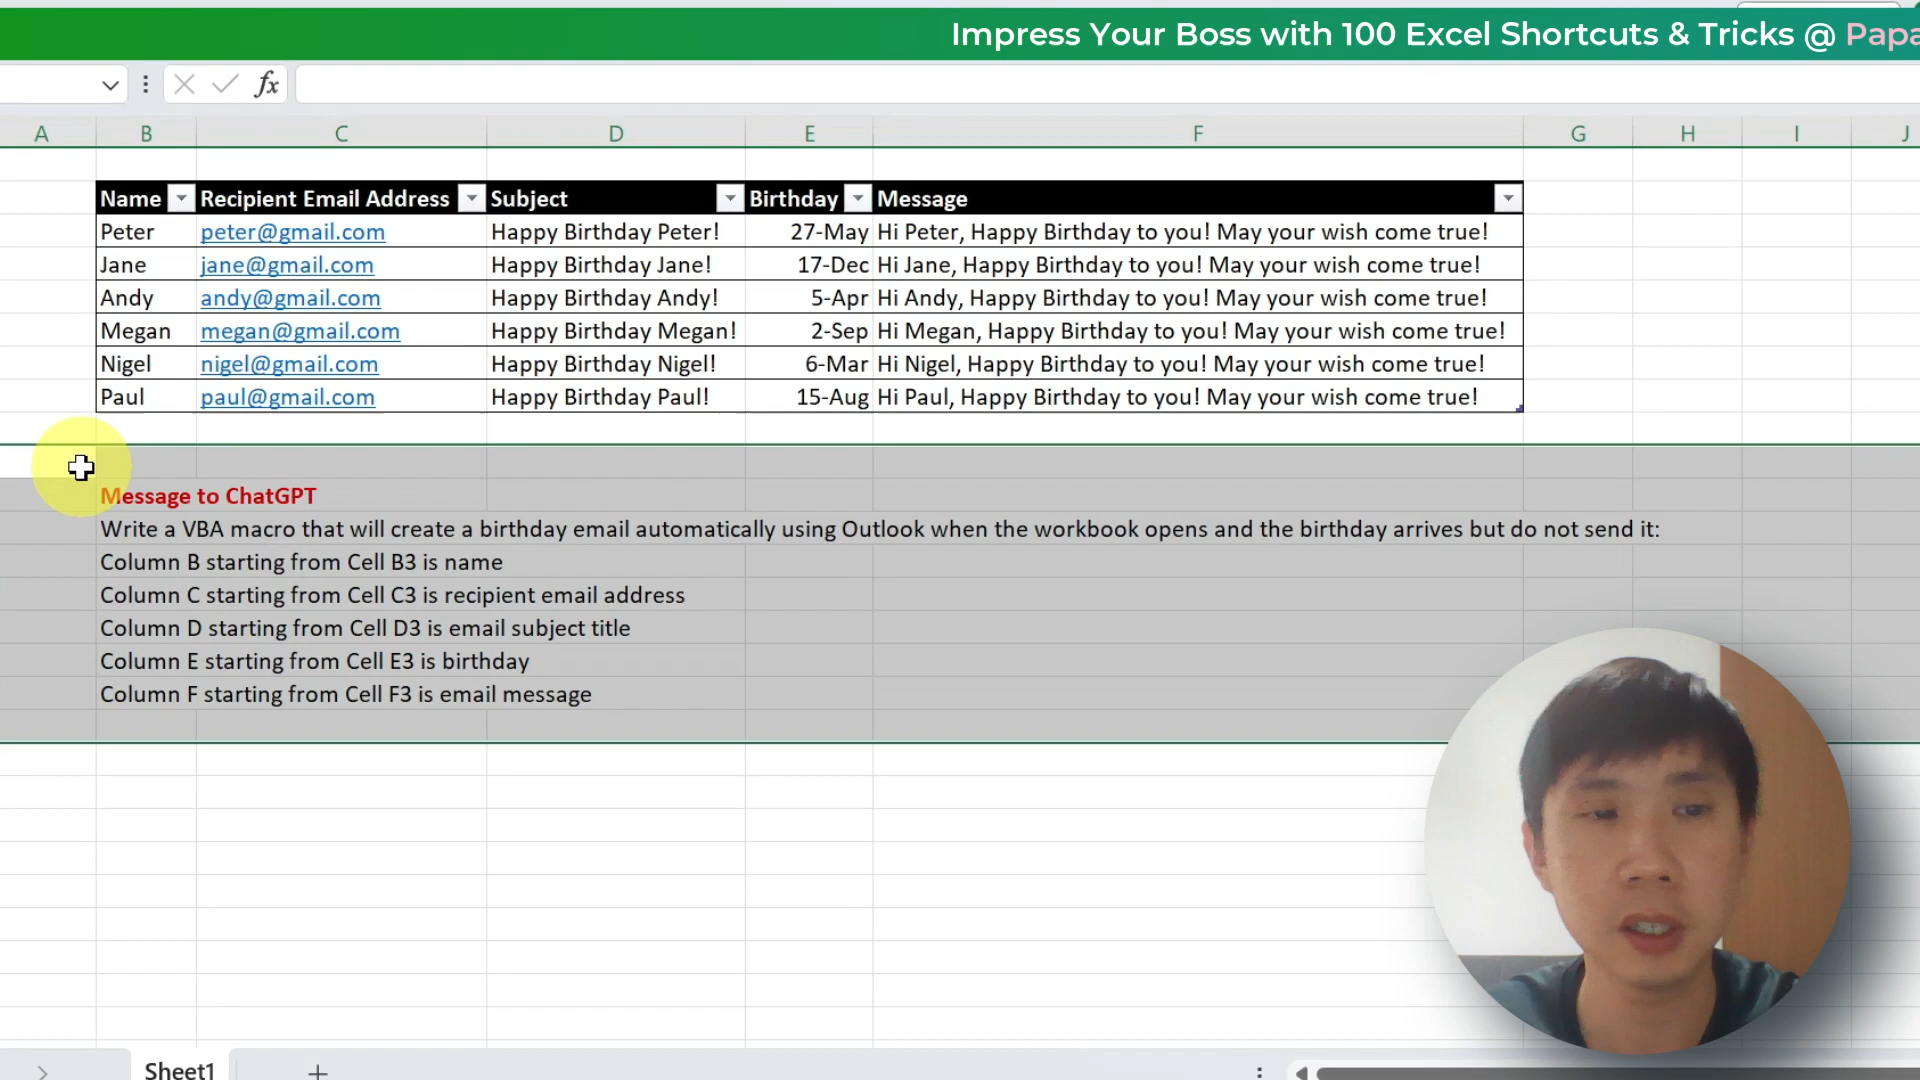 Impress Your Boss with 100 Excel Shortcuts & Tricks @ Papa
fx
A B C D E F G H I J
Name Recipient Email Address Subject Birthday Message
Peter peter@gmail.com Happy Birthday Peter! 27-May Hi Peter, Happy Birthday to you! May your wish come true!
Jane jane@gmail.com Happy Birthday Jane! 17-Dec Hi Jane, Happy Birthday to you! May your wish come true!
Andy andy@gmail.com Happy Birthday Andy! 5-Apr Hi Andy, Happy Birthday to you! May your wish come true!
Megan megan@gmail.com Happy Birthday Megan! 2-Sep Hi Megan, Happy Birthday to you! May your wish come true!
Nigel nigel@gmail.com Happy Birthday Nigel! 6-Mar Hi Nigel, Happy Birthday to you! May your wish come true!
Paul paul@gmail.com Happy Birthday Paul! 15-Aug Hi Paul, Happy Birthday to you! May your wish come true!
Message to ChatGPT
Write a VBA macro that will create a birthday email automatically using Outlook when the workbook opens and the birthday arrives but do not send it:
Column B starting from Cell B3 is name
Column C starting from Cell C3 is recipient email address
Column D starting from Cell D3 is email subject title
Column E starting from Cell E3 is birthday
Column F starting from Cell F3 is email message
Sheet1